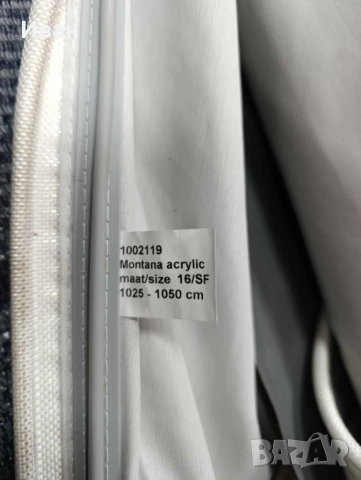 1002119
Montana acrylic
maat/size 16/SF
1025 - 1050 cm
BAZAR